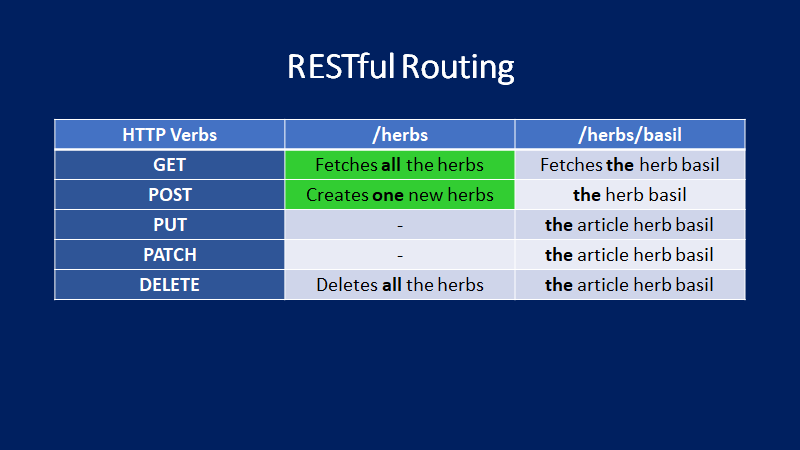 RESTful Routing
HTTP Verbs /herbs /herbs/basil
GET Fetches all the herbs Fetches the herb basil
POST Creates one new herbs the herb basil
PUT - the article herb basil
PATCH - the article herb basil
DELETE Deletes all the herbs the article herb basil